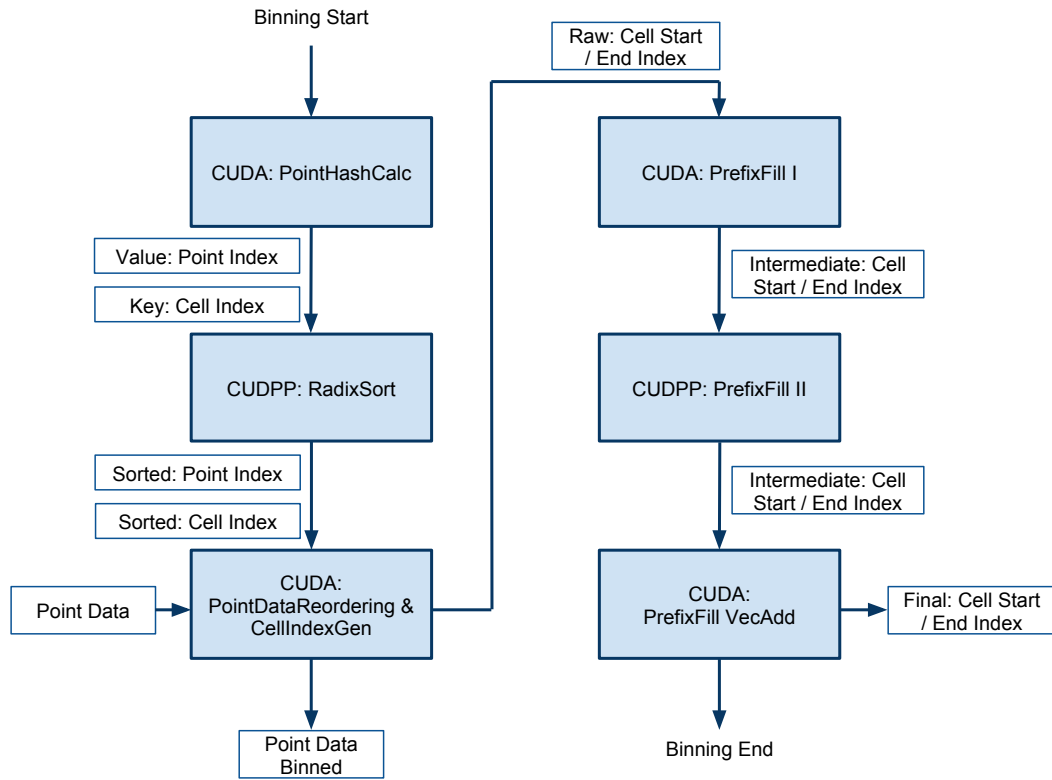 Binning Start
CUDA: PointHashCalc
Value: Point Index
Key: Cell Index
CUDPP: RadixSort
Sorted: Point Index
Sorted: Cell Index
Point Data
CUDA:
PointDataReordering &
CellIndexGen
Point Data
Binned
Raw: Cell Start
/ End Index
CUDA: PrefixFill I
Intermediate: Cell
Start / End Index
CUDPP: PrefixFill II
Intermediate: Cell
Start / End Index
CUDA:
PrefixFill VecAdd
Final: Cell Start
/ End Index
Binning End